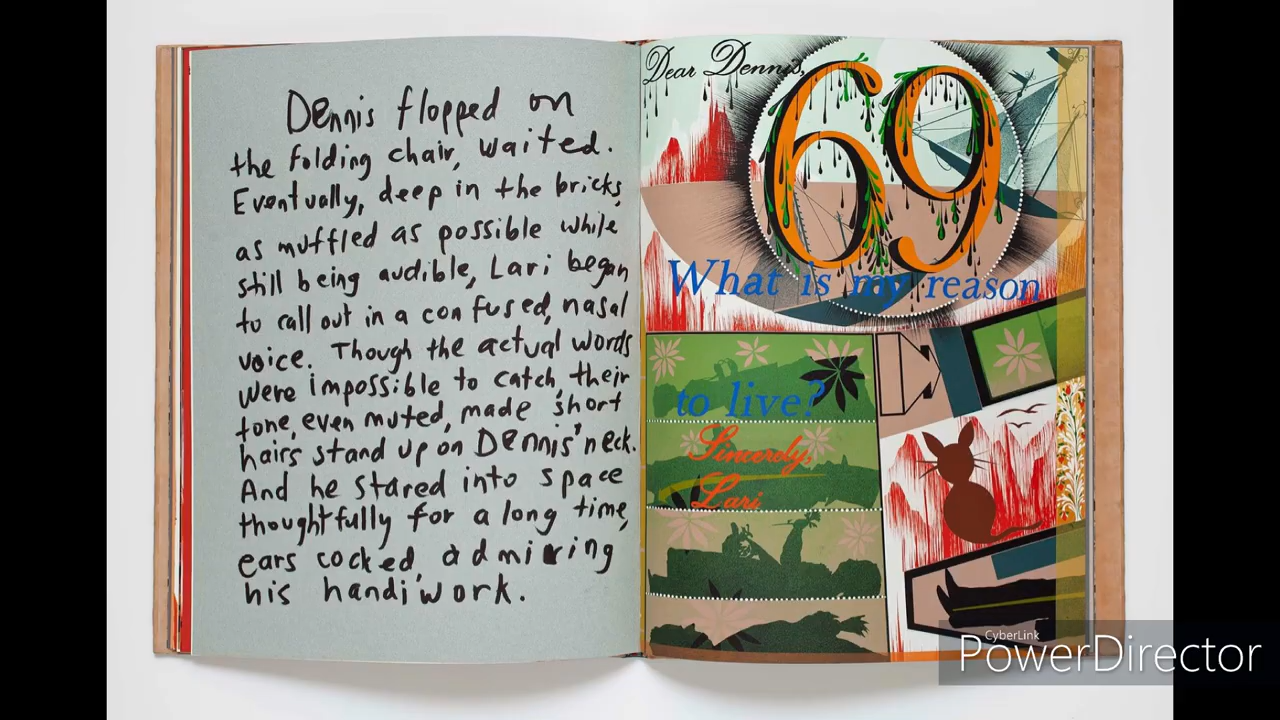 Dennis flopped on
the folding chair, waited.
Eventually, deep in the bricks,
as muffled as possible while
still being audible, Lari began
to call out in a confused, nasal
voice. Though the actual words
were impossible to catch, their
tone, even muted, made short
hairs stand up on Dennis' neck.
And he stared into space
thoughtfully for a long time,
ears cocked, admiring
his handiwork.
Dear Dennis,
69
What is my reason
to live?
Sincerely,
Lari
CyberLink
PowerDirector